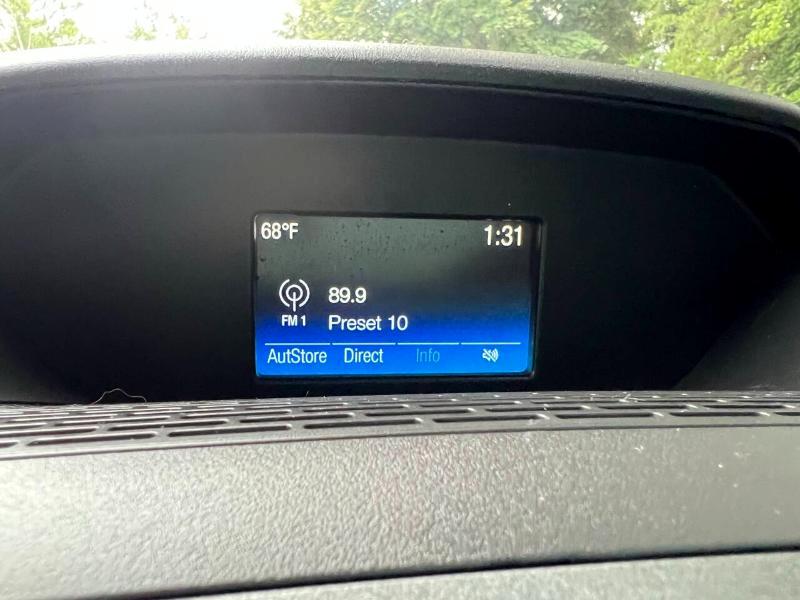 68°F 1:31
89.9
FM 1 Preset 10
AutStore Direct Info